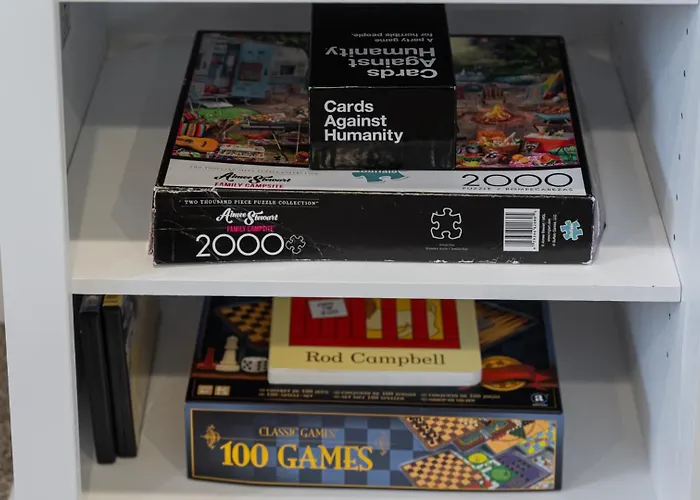 Cards
Against
Humanity
A party game
for horrible people.
Cards
Against
Humanity
Aimee Stewart
FAMILY CAMPSITE
2000
PUZZLE / ROMPECABEZAS
"TWO THOUSAND PIECE PUZZLE COLLECTION"
Aimee Stewart
FAMILY CAMPSITE
2000
Rod Campbell
CLASSIC GAMES
100 GAMES